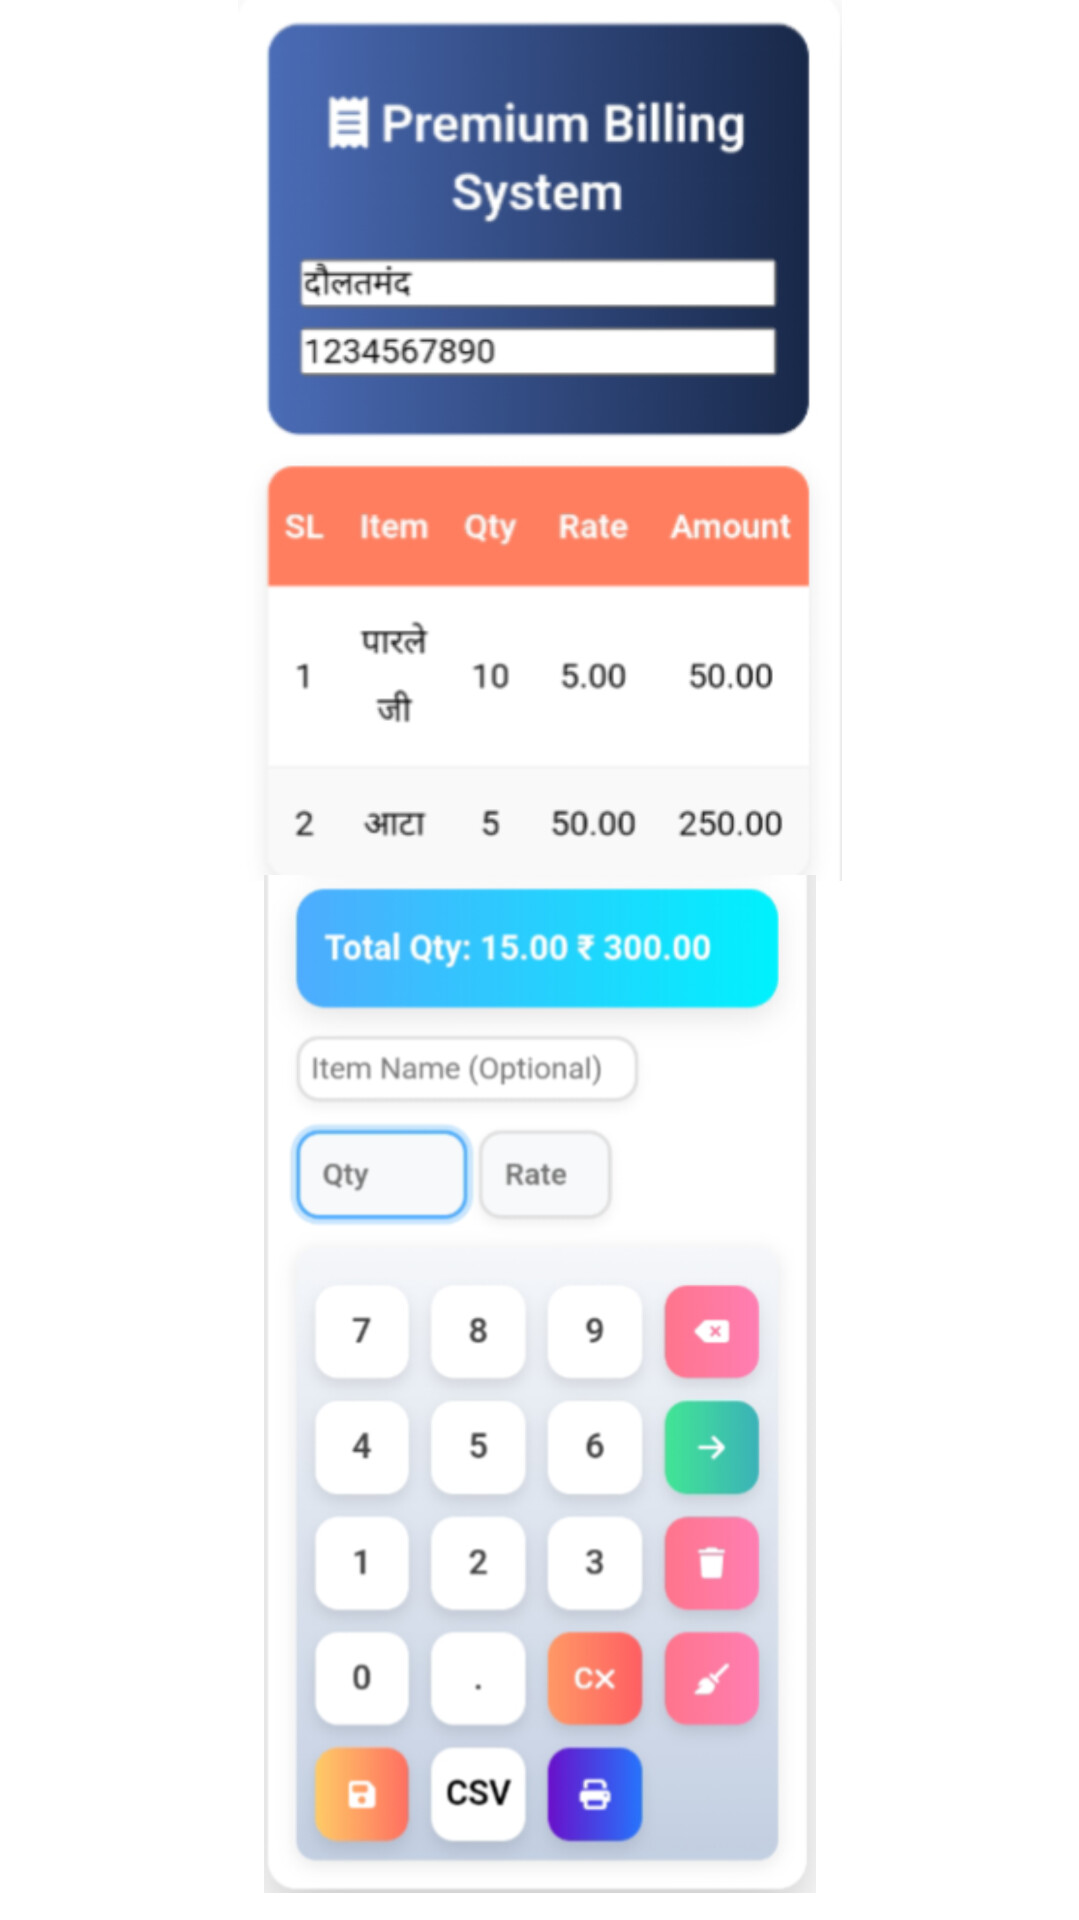 Premium Billing
System
दौलतमंद
1234567890
SL Item Qty Rate Amount
1 पारले जी 10 5.00 50.00
2 आटा 5 50.00 250.00
Total Qty: 15.00 ₹ 300.00
Item Name (Optional)
Qty Rate
7 8 9
4 5 6
1 2 3
0 . C×
CSV